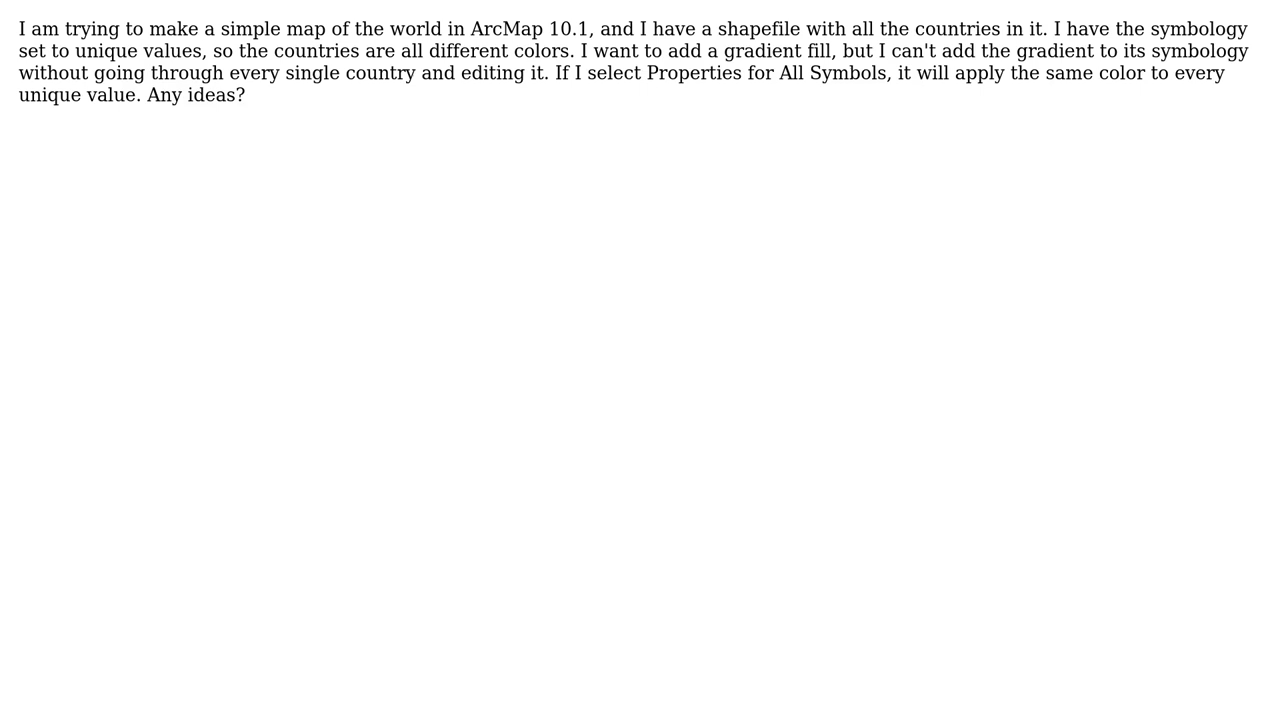 I am trying to make a simple map of the world in ArcMap 10.1, and I have a shapefile with all the countries in it. I have the symbology
set to unique values, so the countries are all different colors. I want to add a gradient fill, but I can't add the gradient to its symbology
without going through every single country and editing it. If I select Properties for All Symbols, it will apply the same color to every
unique value. Any ideas?